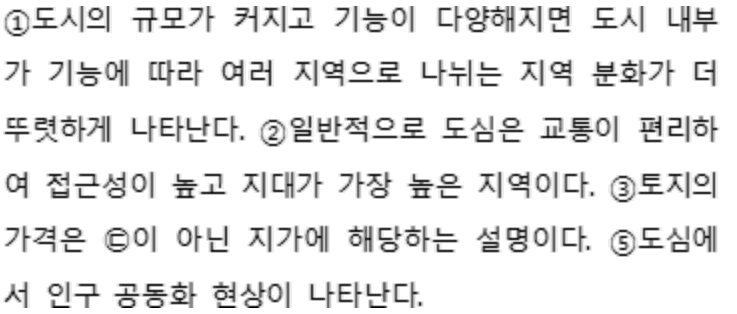 ①도시의 규모가 커지고 기능이 다양해지면 도시 내부
가 기능에 따라 여러 지역으로 나뉘는 지역 분화가 더
뚜렷하게 나타난다. ②일반적으로 도심은 교통이 편리하
여 접근성이 높고 지대가 가장 높은 지역이다. ③토지의
가격은 ㉢이 아닌 지가에 해당하는 설명이다. ⑤도심에
서 인구 공동화 현상이 나타난다.